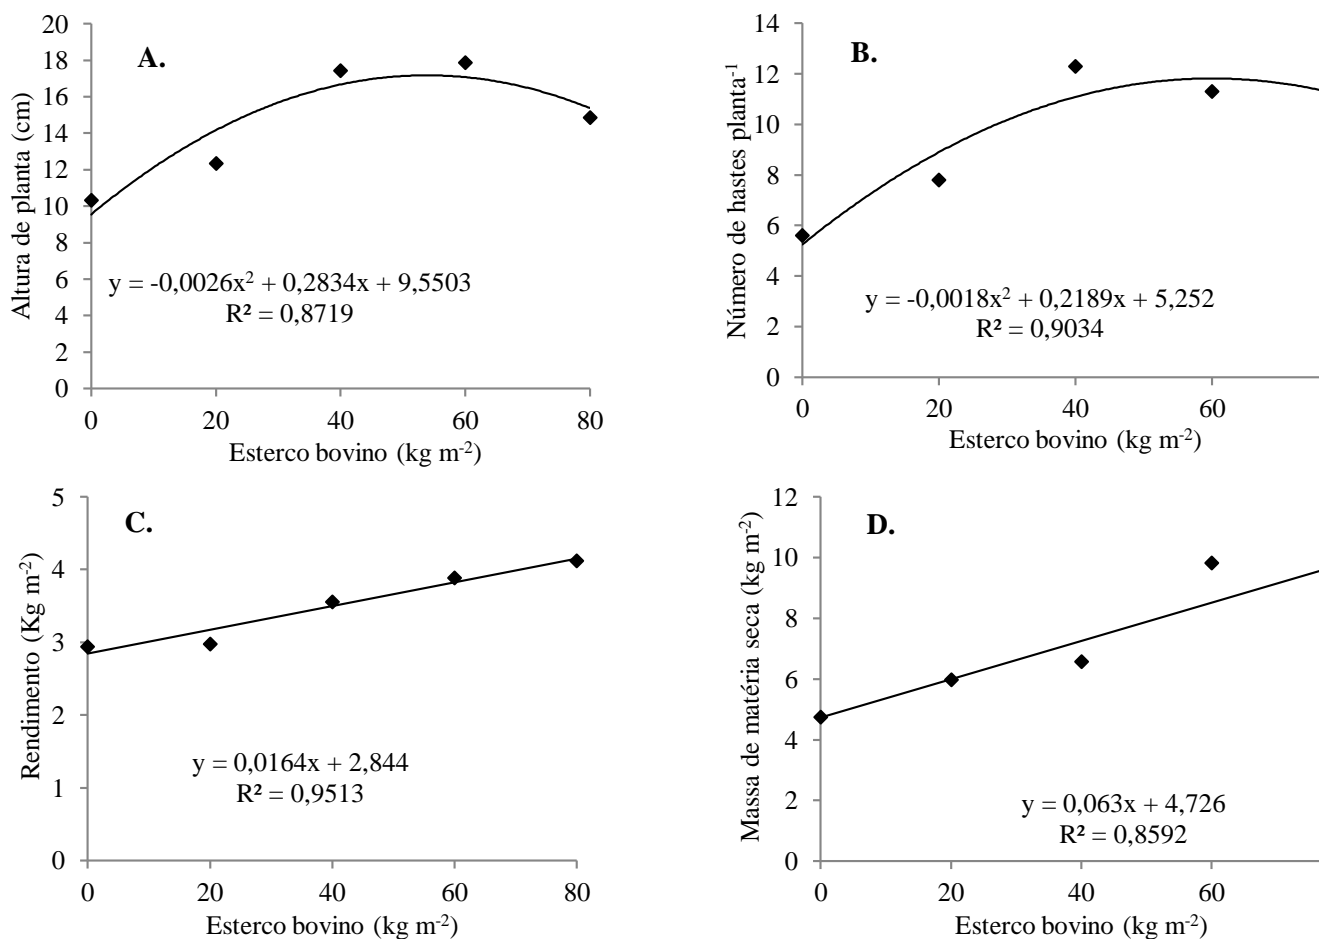 A.
Altura de planta (cm)
20
18
16
14
12
10
8
6
4
2
0
y = -0,0026x² + 0,2834x + 9,5503
R² = 0,8719
0 20 40 60 80
Esterco bovino (kg m⁻²)
B.
Número de hastes planta⁻¹
14
12
10
8
6
4
2
0
y = -0,0018x² + 0,2189x + 5,252
R² = 0,9034
0 20 40 60
Esterco bovino (kg m⁻²)
C.
Rendimento (Kg m⁻²)
5
4
3
2
1
0
y = 0,0164x + 2,844
R² = 0,9513
0 20 40 60 80
Esterco bovino (kg m⁻²)
D.
Massa de matéria seca (kg m⁻²)
12
10
8
6
4
2
0
y = 0,063x + 4,726
R² = 0,8592
0 20 40 60
Esterco bovino (kg m⁻²)